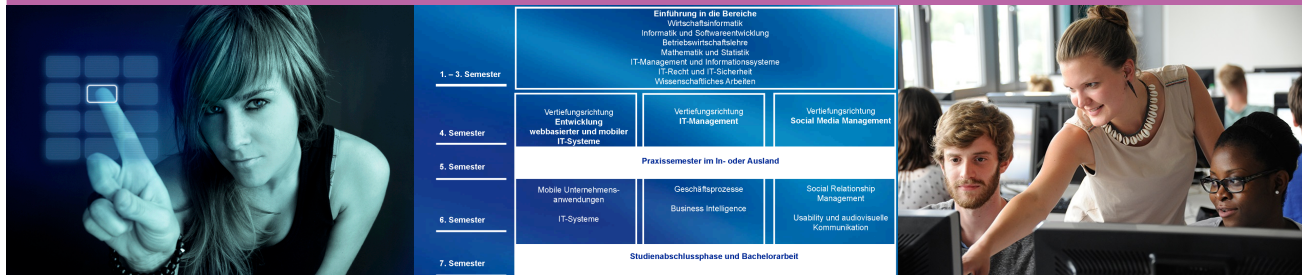 Einführung in die Bereiche
Wirtschaftsinformatik
Informatik und Softwareentwicklung
Betriebswirtschaftslehre
Mathematik und Statistik
IT-Management und Informationssysteme
IT-Recht und IT-Sicherheit
Wissenschaftliches Arbeiten
1. – 3. Semester
4. Semester
Vertiefungsrichtung
Entwicklung
webbasierter und mobiler
IT-Systeme
Vertiefungsrichtung
IT-Management
Vertiefungsrichtung
Social Media Management
5. Semester
Praxissemester im In- oder Ausland
6. Semester
Mobile Unternehmens-
anwendungen
IT-Systeme
Geschäftsprozesse
Business Intelligence
Social Relationship
Management
Usability und audiovisuelle
Kommunikation
7. Semester
Studienabschlussphase und Bachelorarbeit